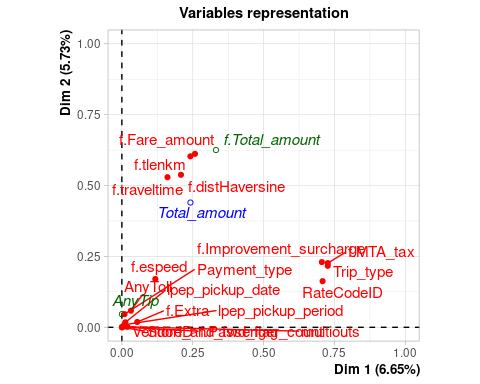 Variables representation
Dim 2 (5.73%)
1.00
0.75
0.50
0.25
0.00
f.Fare_amount
f.Total_amount
f.tlenkm
f.traveltime
f.distHaversine
Total_amount
f.Improvement_surcharge
f.MTA_tax
f.espeed
Payment_type
Trip_type
AnyToll
lpep_pickup_date
RateCodeID
AnyTip
f.Extra
lpep_pickup_period
0.00
0.25
0.50
0.75
1.00
Dim 1 (6.65%)